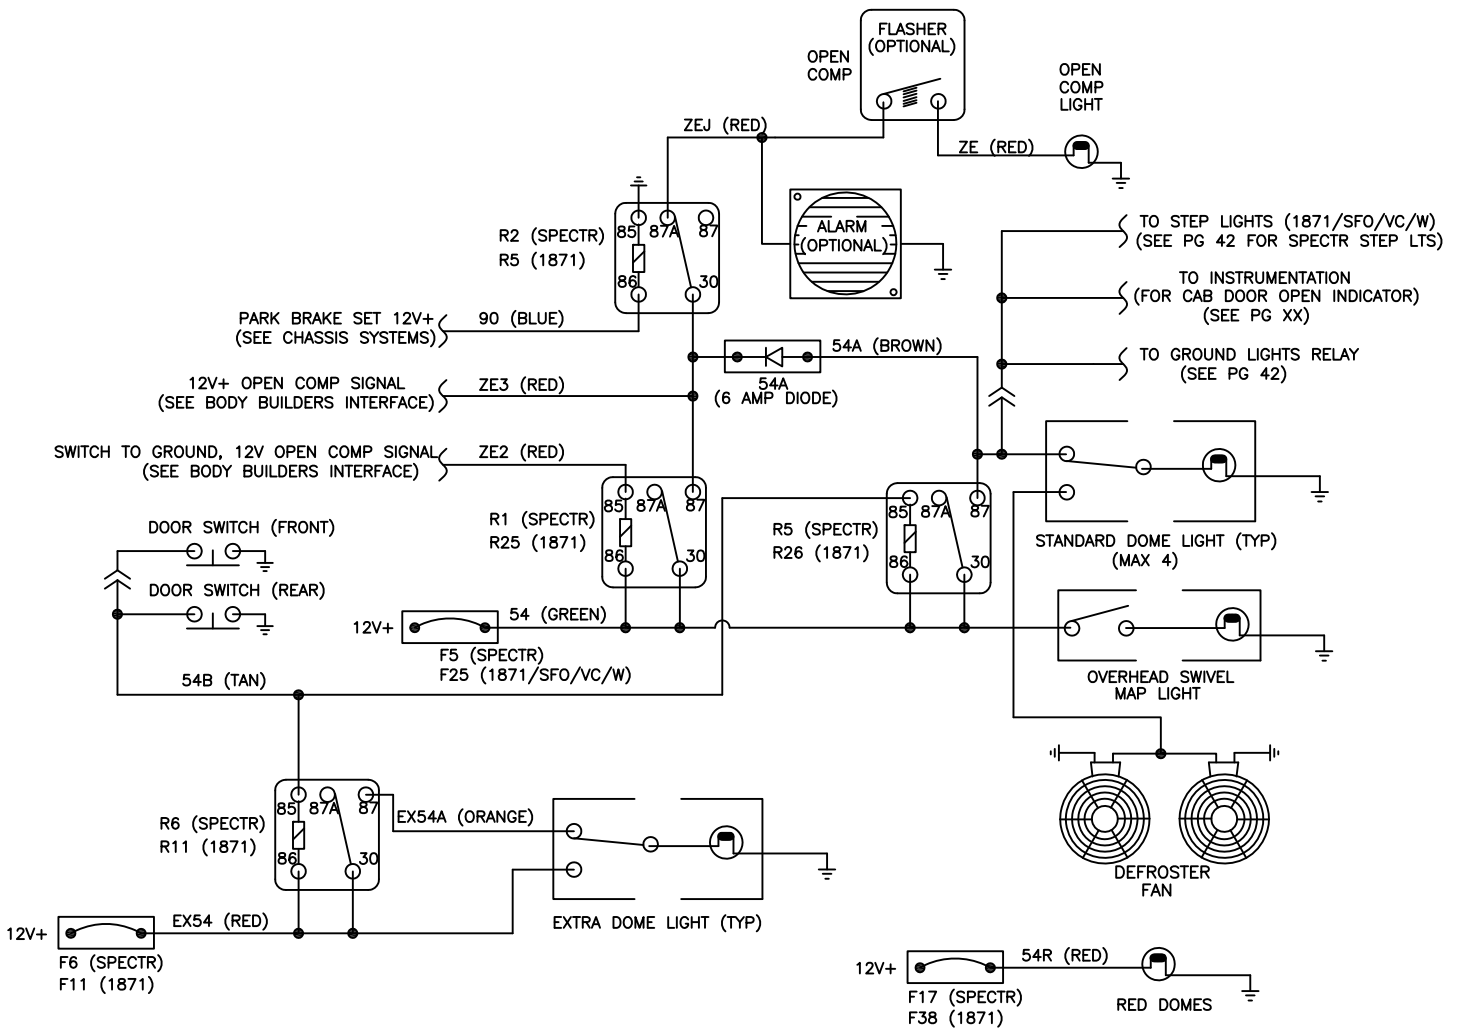 FLASHER
(OPTIONAL)
OPEN
COMP
OPEN
COMP
LIGHT
ZEJ (RED)
ZE (RED)
85
87A
87
R2 (SPECTR)
R5 (1871)
86
30
ALARM
(OPTIONAL)
TO STEP LIGHTS (1871/SFO/VC/W)
(SEE PG 42 FOR SPECTR STEP LTS)
TO INSTRUMENTATION
(FOR CAB DOOR OPEN INDICATOR)
(SEE PG XX)
TO GROUND LIGHTS RELAY
(SEE PG 42)
PARK BRAKE SET 12V+
(SEE CHASSIS SYSTEMS)
90 (BLUE)
54A (BROWN)
54A
(6 AMP DIODE)
12V+ OPEN COMP SIGNAL
(SEE BODY BUILDERS INTERFACE)
ZE3 (RED)
SWITCH TO GROUND, 12V OPEN COMP SIGNAL
(SEE BODY BUILDERS INTERFACE)
ZE2 (RED)
85
87A
87
R1 (SPECTR)
R25 (1871)
86
30
85
87A
87
R5 (SPECTR)
R26 (1871)
86
30
STANDARD DOME LIGHT (TYP)
(MAX 4)
DOOR SWITCH (FRONT)
DOOR SWITCH (REAR)
12V+
54 (GREEN)
F5 (SPECTR)
F25 (1871/SFO/VC/W)
OVERHEAD SWIVEL
MAP LIGHT
54B (TAN)
85
87A
87
R6 (SPECTR)
R11 (1871)
86
30
EX54A (ORANGE)
EXTRA DOME LIGHT (TYP)
DEFROSTER
FAN
12V+
EX54 (RED)
F6 (SPECTR)
F11 (1871)
12V+
54R (RED)
F17 (SPECTR)
F38 (1871)
RED DOMES